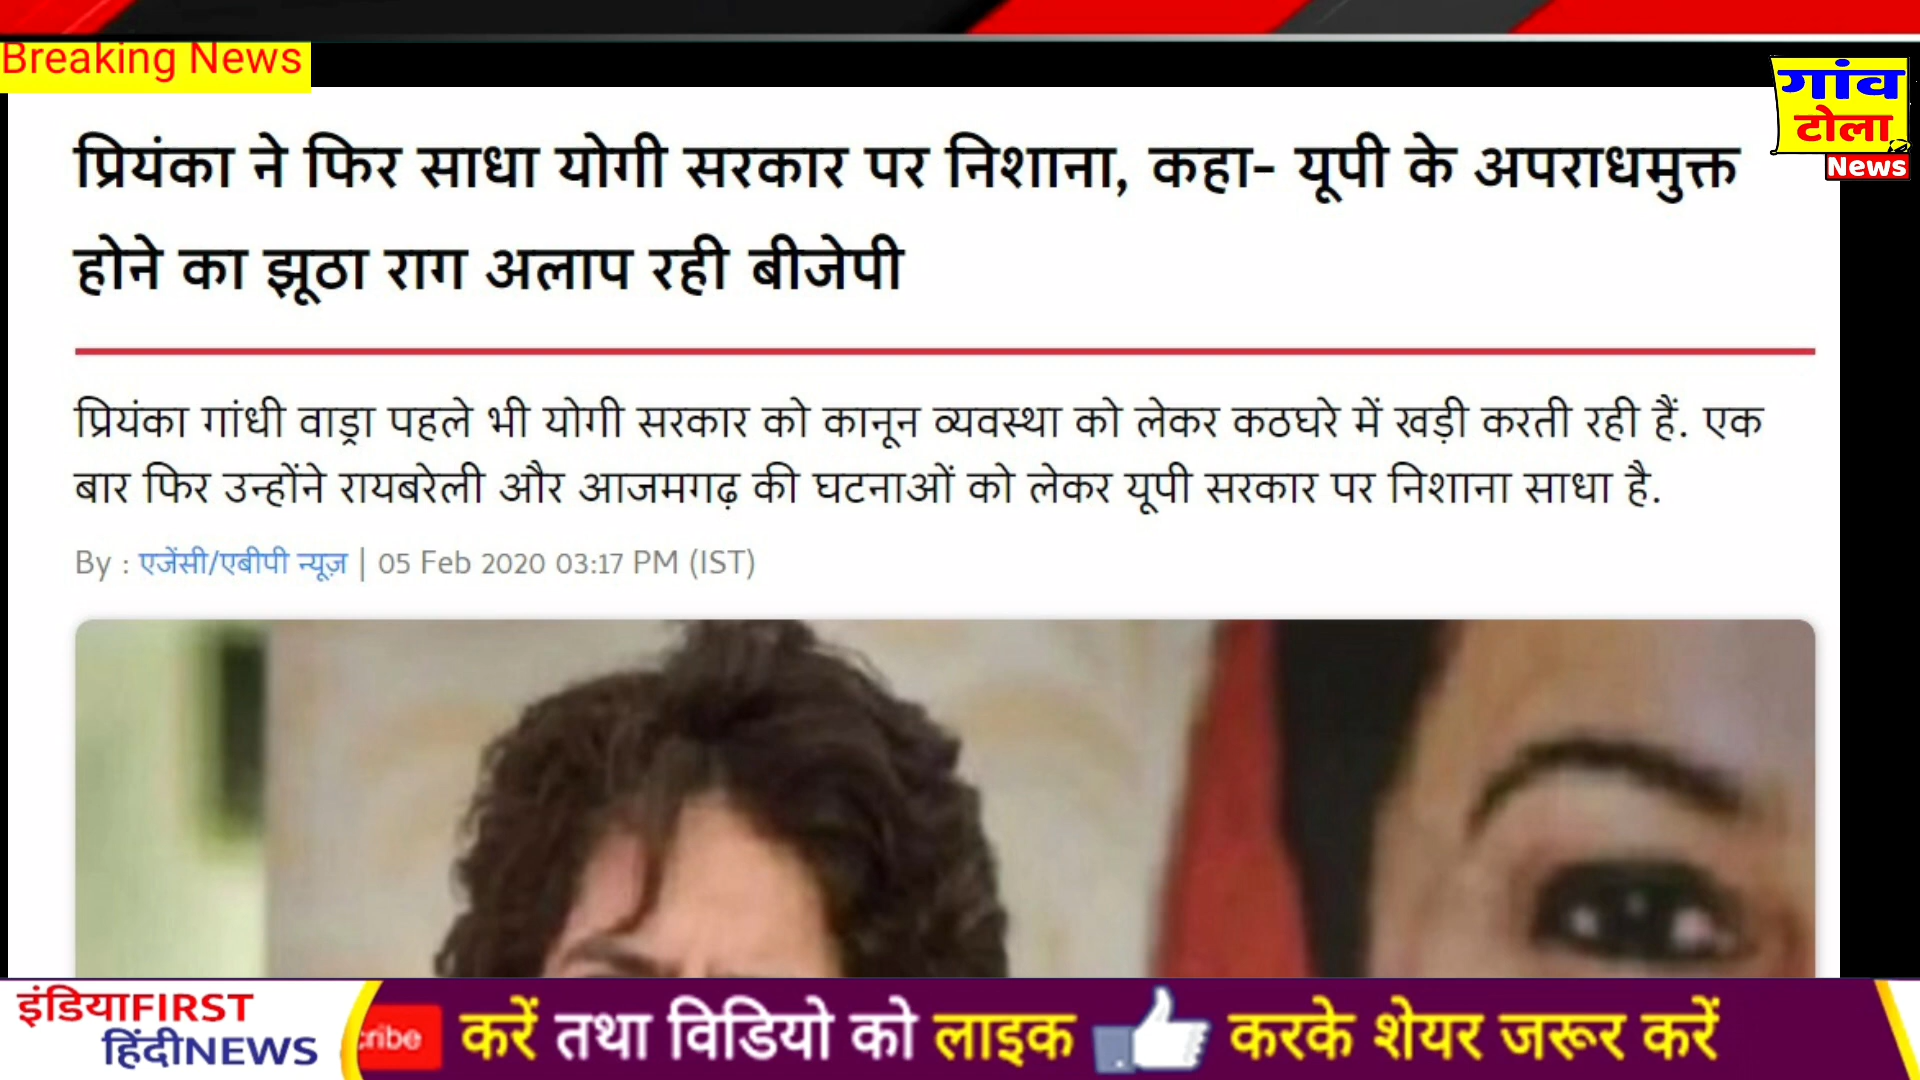 Breaking News
गांव
टोला
News
प्रियंका ने फिर साधा योगी सरकार पर निशाना, कहा- यूपी के अपराधमुक्त
होने का झूठा राग अलाप रही बीजेपी
प्रियंका गांधी वाड्रा पहले भी योगी सरकार को कानून व्यवस्था को लेकर कठघरे में खड़ी करती रही हैं. एक
बार फिर उन्होंने रायबरेली और आजमगढ़ की घटनाओं को लेकर यूपी सरकार पर निशाना साधा है.
By : एजेंसी/एबीपी न्यूज़ | 05 Feb 2020 03:17 PM (IST)
इंडियाFIRST
हिंदीNEWS
cribe करें तथा विडियो को लाइक करके शेयर जरूर करें